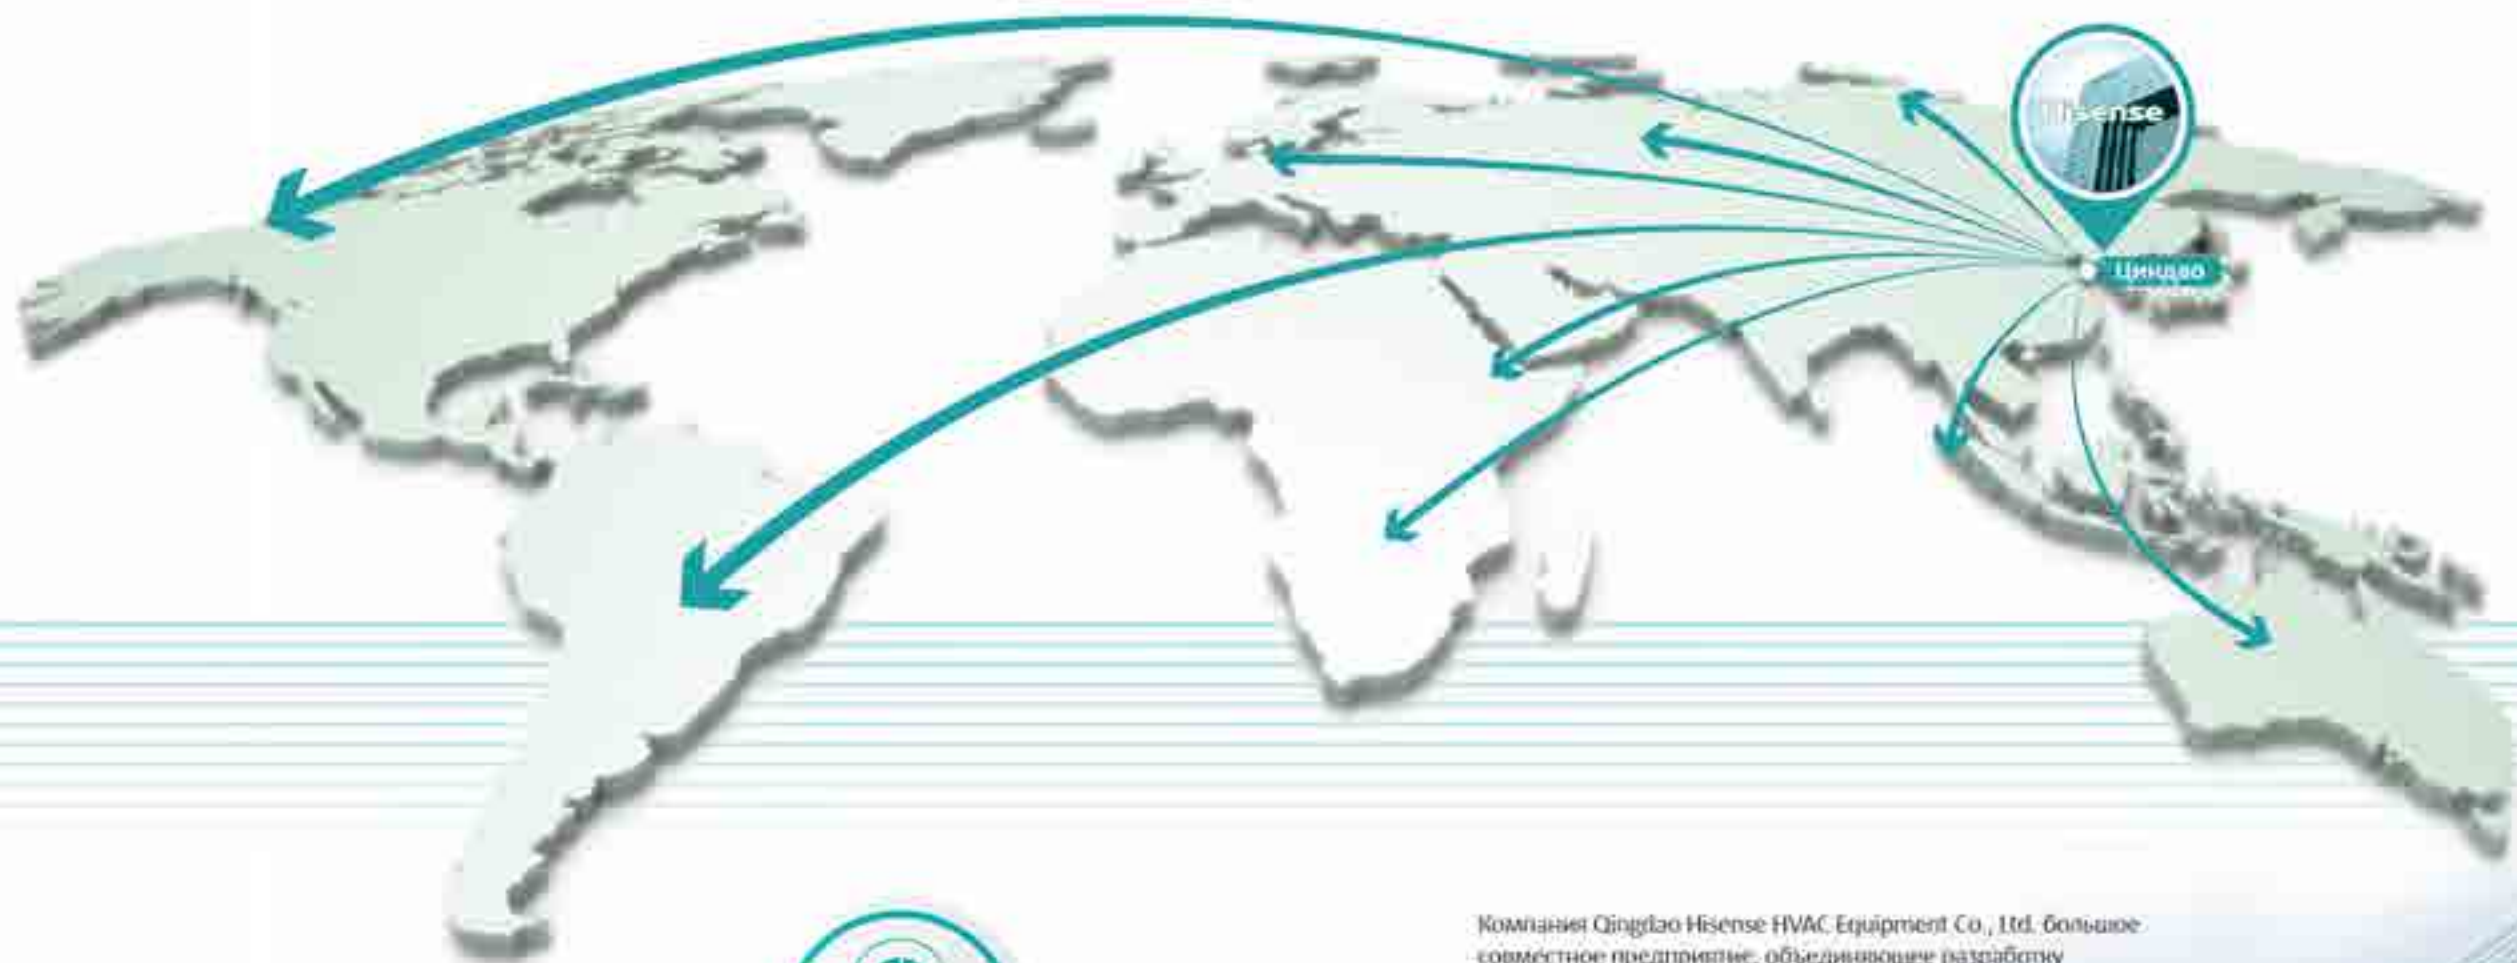 Hisense
Циндао
Компания Qingdao Hisense HVAC Equipment Co., Ltd. большое
совместное предприятие, объединяющее разработку